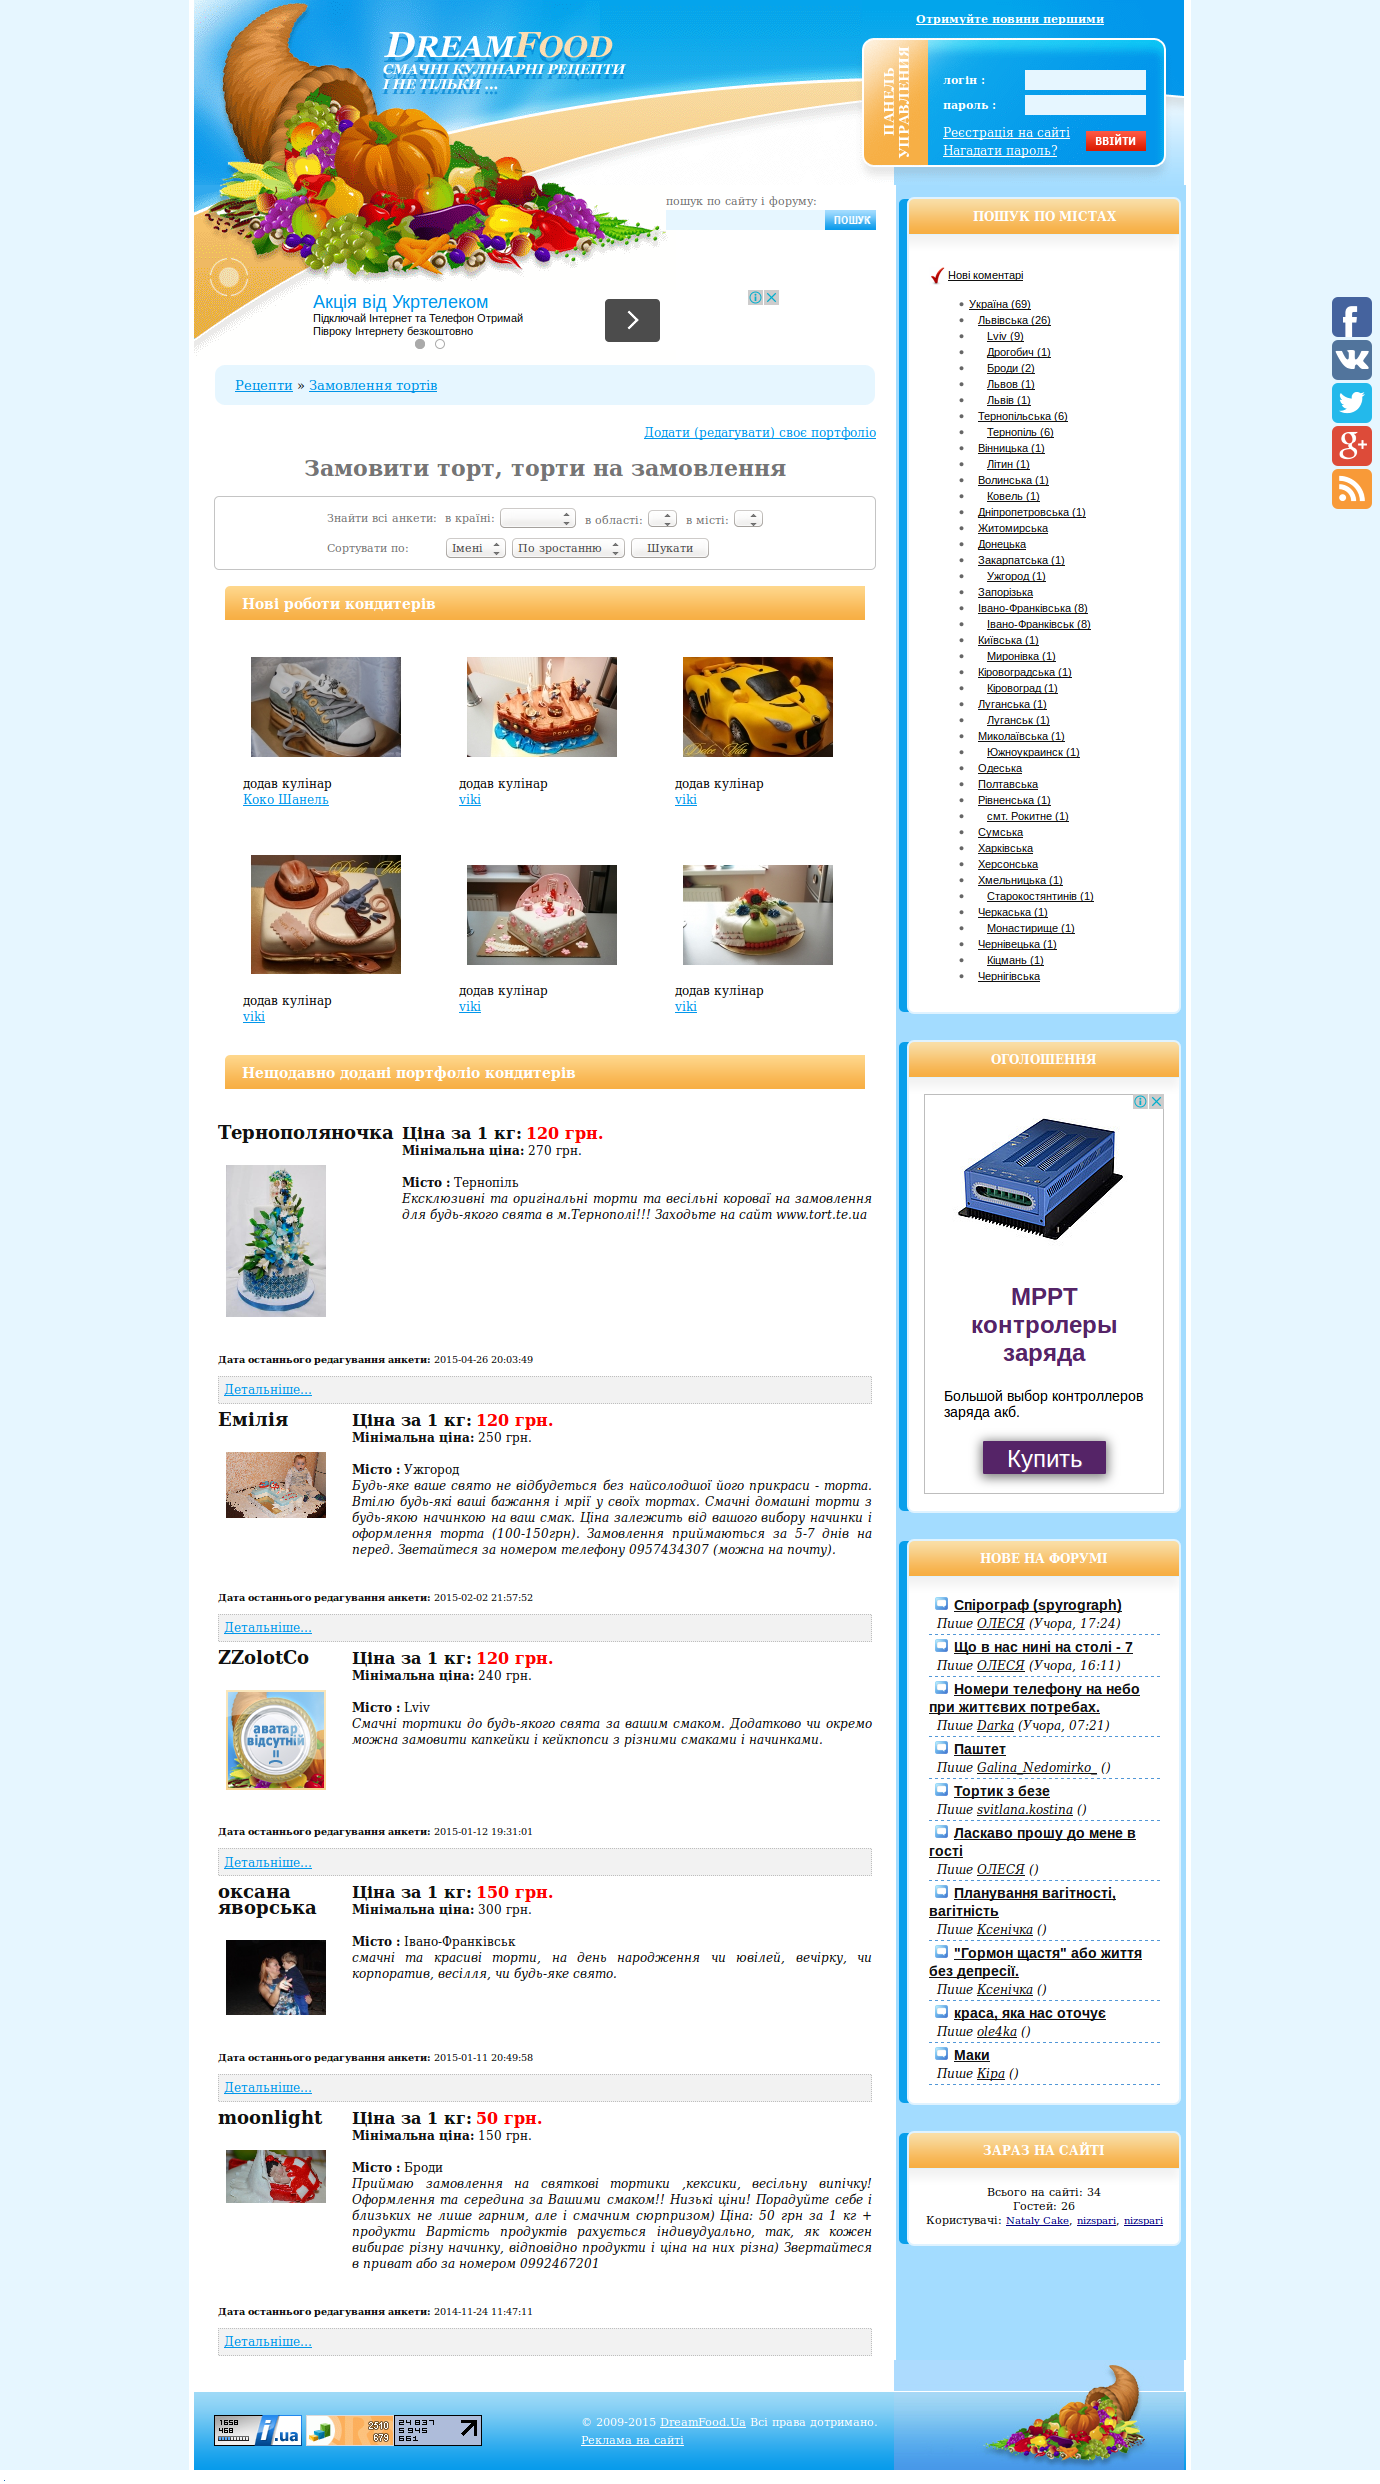 Отримуйте новини першими
DREAMFOOD
СМАЧНІ КУЛІНАРНІ РЕЦЕПТИ
І НЕ ТІЛЬКИ ...
ПАНЕЛЬ
УПРАВЛЕНИЯ
логін :
пароль :
Реєстрація на сайті
Нагадати пароль?
ВВІЙТИ
пошук по сайту і форуму:
ПОШУК
Акція від Укртелеком
Підключай Інтернет та Телефон Отримай
Півроку Інтернету безкоштовно
Рецепти » Замовлення тортів
Додати (редагувати) своє портфоліо
Замовити торт, торти на замовлення
Знайти всі анкети: в країні: в області: в місті:
Сортувати по: Імені По зростанню Шукати
Нові роботи кондитерів
додав кулінар
Коко Шанель
додав кулінар
viki
додав кулінар
viki
додав кулінар
viki
додав кулінар
viki
додав кулінар
viki
Нещодавно додані портфоліо кондитерів
Тернополяночка
Ціна за 1 кг: 120 грн.
Мінімальна ціна: 270 грн.
Місто : Тернопіль
Ексклюзивні та оригінальні торти та весільні короваї на замовлення
для будь-якого свята в м.Тернополі!!! Заходьте на сайт www.tort.te.ua
Дата останнього редагування анкети: 2015-04-26 20:03:49
Детальніше...
Емілія
Ціна за 1 кг: 120 грн.
Мінімальна ціна: 250 грн.
Місто : Ужгород
Будь-яке ваше свято не відбудеться без найсолодшої його прикраси - торта.
Втілю будь-які ваші бажання і мрії у своїх тортах. Смачні домашні торти з
будь-якою начинкою на ваш смак. Ціна залежить від вашого вибору начинки і
оформлення торта (100-150грн). Замовлення приймаються за 5-7 днів на
перед. Зветайтеся за номером телефону 0957434307 (можна на почту).
Дата останнього редагування анкети: 2015-02-02 21:57:52
Детальніше...
ZZolotCo
Ціна за 1 кг: 120 грн.
Мінімальна ціна: 240 грн.
Місто : Lviv
Смачні тортики до будь-якого свята за вашим смаком. Додатково чи окремо
можна замовити капкейки і кейкпопси з різними смаками і начинками.
аватар
відсутній
Дата останнього редагування анкети: 2015-01-12 19:31:01
Детальніше...
оксана
яворська
Ціна за 1 кг: 150 грн.
Мінімальна ціна: 300 грн.
Місто : Івано-Франківськ
смачні та красиві торти, на день народження чи ювілей, вечірку, чи
корпоратив, весілля, чи будь-яке свято.
Дата останнього редагування анкети: 2015-01-11 20:49:58
Детальніше...
moonlight
Ціна за 1 кг: 50 грн.
Мінімальна ціна: 150 грн.
Місто : Броди
Приймаю замовлення на святкові тортики ,кексики, весільну випічку!
Оформлення та середина за Вашими смаком!! Низькі ціни! Порадуйте себе і
близьких не лише гарним, але і смачним сюрпризом) Ціна: 50 грн за 1 кг +
продукти Вартість продуктів рахується індивудуально, так, як кожен
вибирає різну начинку, відповідно продукти і ціна на них різна) Звертайтеся
в приват або за номером 0992467201
Дата останнього редагування анкети: 2014-11-24 11:47:11
Детальніше...
ПОШУК ПО МІСТАХ
Нові коментарі
Україна (69)
Львівська (26)
Lviv (9)
Дрогобич (1)
Броди (2)
Львов (1)
Львів (1)
Тернопільська (6)
Тернопіль (6)
Вінницька (1)
Літин (1)
Волинська (1)
Ковель (1)
Дніпропетровська (1)
Житомирська
Донецька
Закарпатська (1)
Ужгород (1)
Запорізька
Івано-Франківська (8)
Івано-Франківськ (8)
Київська (1)
Миронівка (1)
Кіровоградська (1)
Кіровоград (1)
Луганська (1)
Луганськ (1)
Миколаївська (1)
Южноукраинск (1)
Одеська
Полтавська
Рівненська (1)
смт. Рокитне (1)
Сумська
Харківська
Херсонська
Хмельницька (1)
Старокостянтинів (1)
Черкаська (1)
Монастирище (1)
Чернівецька (1)
Кіцмань (1)
Чернігівська
ОГОЛОШЕННЯ
МРРТ
контролеры
заряда
Большой выбор контроллеров
заряда акб.
Купить
НОВЕ НА ФОРУМІ
Спірограф (spyrograph)
Пише ОЛЕСЯ (Учора, 17:24)
Що в нас нині на столі - 7
Пише ОЛЕСЯ (Учора, 16:11)
Номери телефону на небо
при життєвих потребах.
Пише Darka (Учора, 07:21)
Паштет
Пише Galina_Nedomirko_ ()
Тортик з безе
Пише svitlana.kostina ()
Ласкаво прошу до мене в
гості
Пише ОЛЕСЯ ()
Планування вагітності,
вагітність
Пише Ксенічка ()
"Гормон щастя" або життя
без депресії.
Пише Ксенічка ()
краса, яка нас оточує
Пише ole4ka ()
Маки
Пише Кіра ()
ЗАРАЗ НА САЙТІ
Всього на сайті: 34
Гостей: 26
Користувачі: Nataly Cake, nizspari, nizspari
1658
468
i.ua
2510
679
24 837
5 945
661
© 2009-2015 DreamFood.Ua Всі права дотримано.
Реклама на сайті